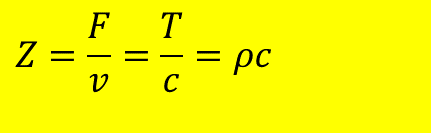 Z = F/v = T/c = ρc